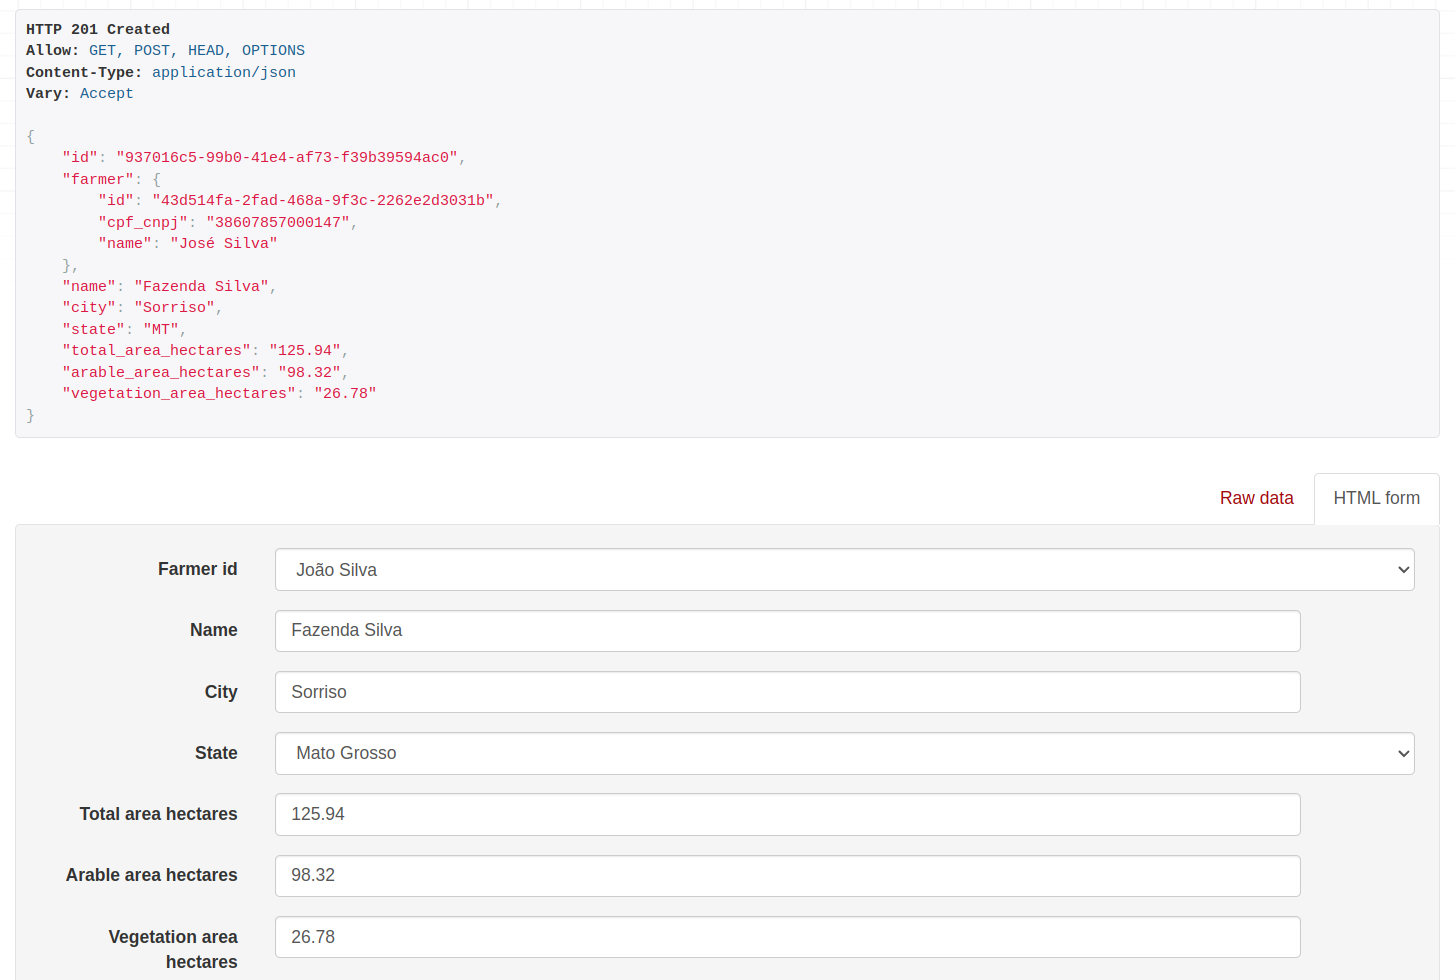 HTTP 201 Created
Allow: GET, POST, HEAD, OPTIONS
Content-Type: application/json
Vary: Accept
{
"id": "937016c5-99b0-41e4-af73-f39b39594ac0",
"farmer": {
"id": "43d514fa-2fad-468a-9f3c-2262e2d3031b",
"cpf_cnpj": "38607857000147",
"name": "José Silva"
},
"name": "Fazenda Silva",
"city": "Sorriso",
"state": "MT",
"total_area_hectares": "125.94",
"arable_area_hectares": "98.32",
"vegetation_area_hectares": "26.78"
}
Raw data HTML form
Farmer id João Silva
Name Fazenda Silva
City Sorriso
State Mato Grosso
Total area hectares 125.94
Arable area hectares 98.32
Vegetation area 26.78
hectares